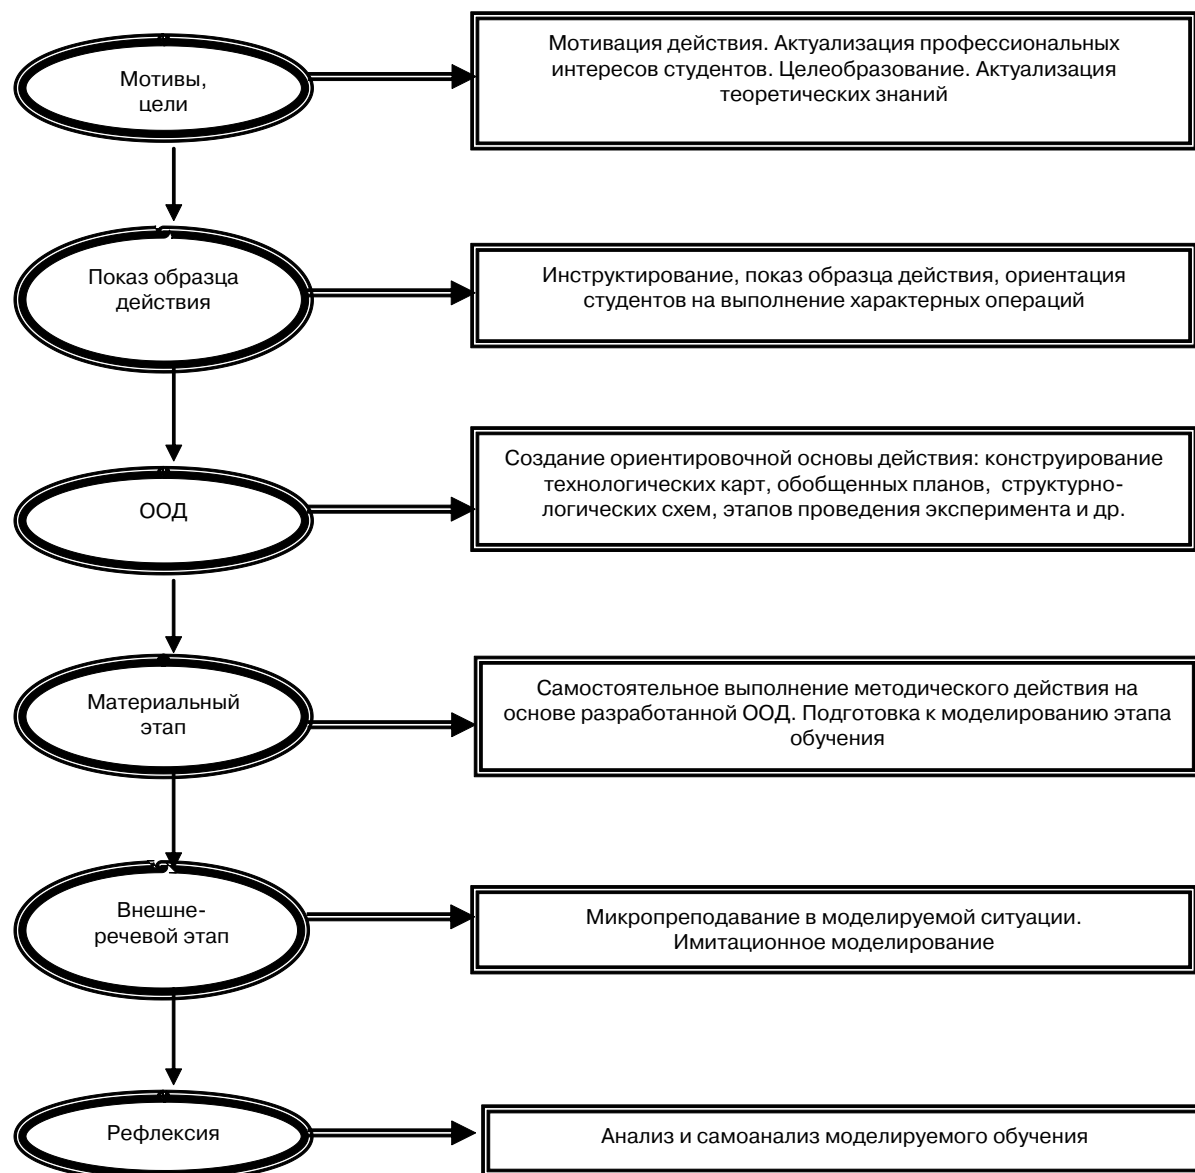 Мотивы,
цели
Мотивация действия. Актуализация профессиональных
интересов студентов. Целеобразование. Актуализация
теоретических знаний
Показ образца
действия
Инструктирование, показ образца действия, ориентация
студентов на выполнение характерных операций
ООД
Создание ориентировочной основы действия: конструирование
технологических карт, обобщенных планов, структурно-
логических схем, этапов проведения эксперимента и др.
Материальный
этап
Самостоятельное выполнение методического действия на
основе разработанной ООД. Подготовка к моделированию этапа
обучения
Внешне-
речевой этап
Микропреподавание в моделируемой ситуации.
Имитационное моделирование
Рефлексия
Анализ и самоанализ моделируемого обучения